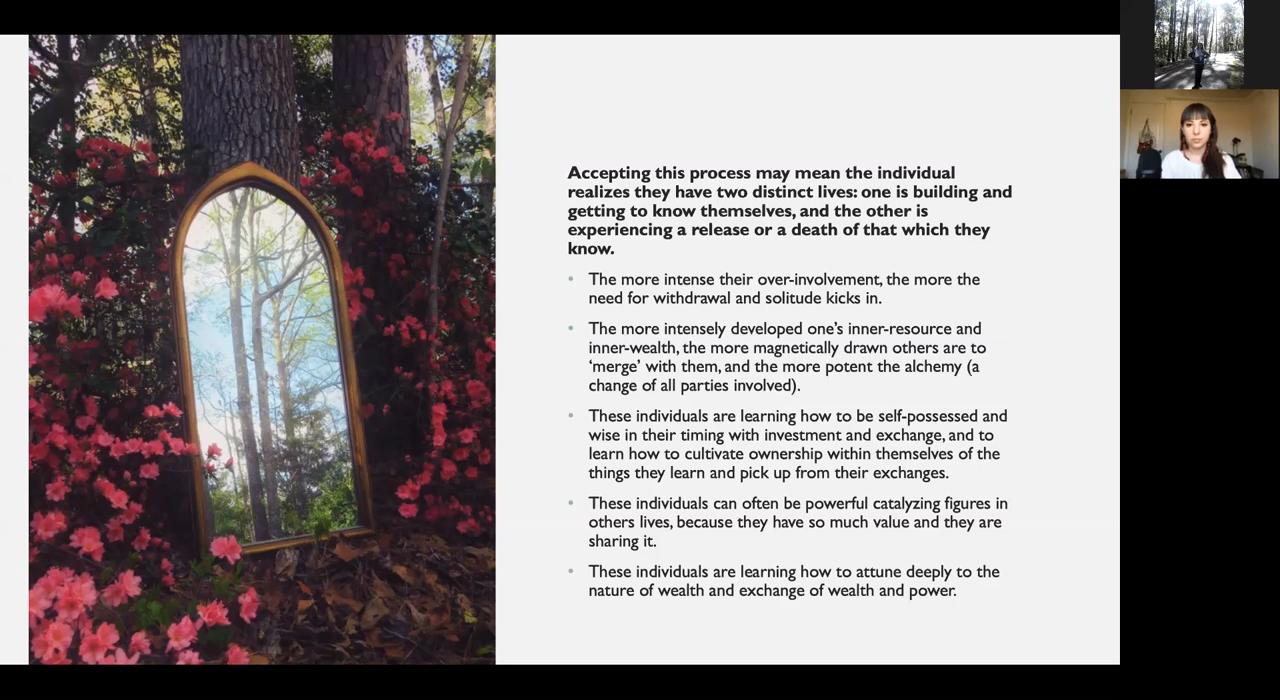 Accepting this process may mean the individual
realizes they have two distinct lives: one is building and
getting to know themselves, and the other is
experiencing a release or a death of that which they
know.
• The more intense their over-involvement, the more the
need for withdrawal and solitude kicks in.
• The more intensely developed one’s inner-resource and
inner-wealth, the more magnetically drawn others are to
‘merge’ with them, and the more potent the alchemy (a
change of all parties involved).
• These individuals are learning how to be self-possessed and
wise in their timing with investment and exchange, and to
learn how to cultivate ownership within themselves of the
things they learn and pick up from their exchanges.
• These individuals can often be powerful catalyzing figures in
others lives, because they have so much value and they are
sharing it.
• These individuals are learning how to attune deeply to the
nature of wealth and exchange of wealth and power.